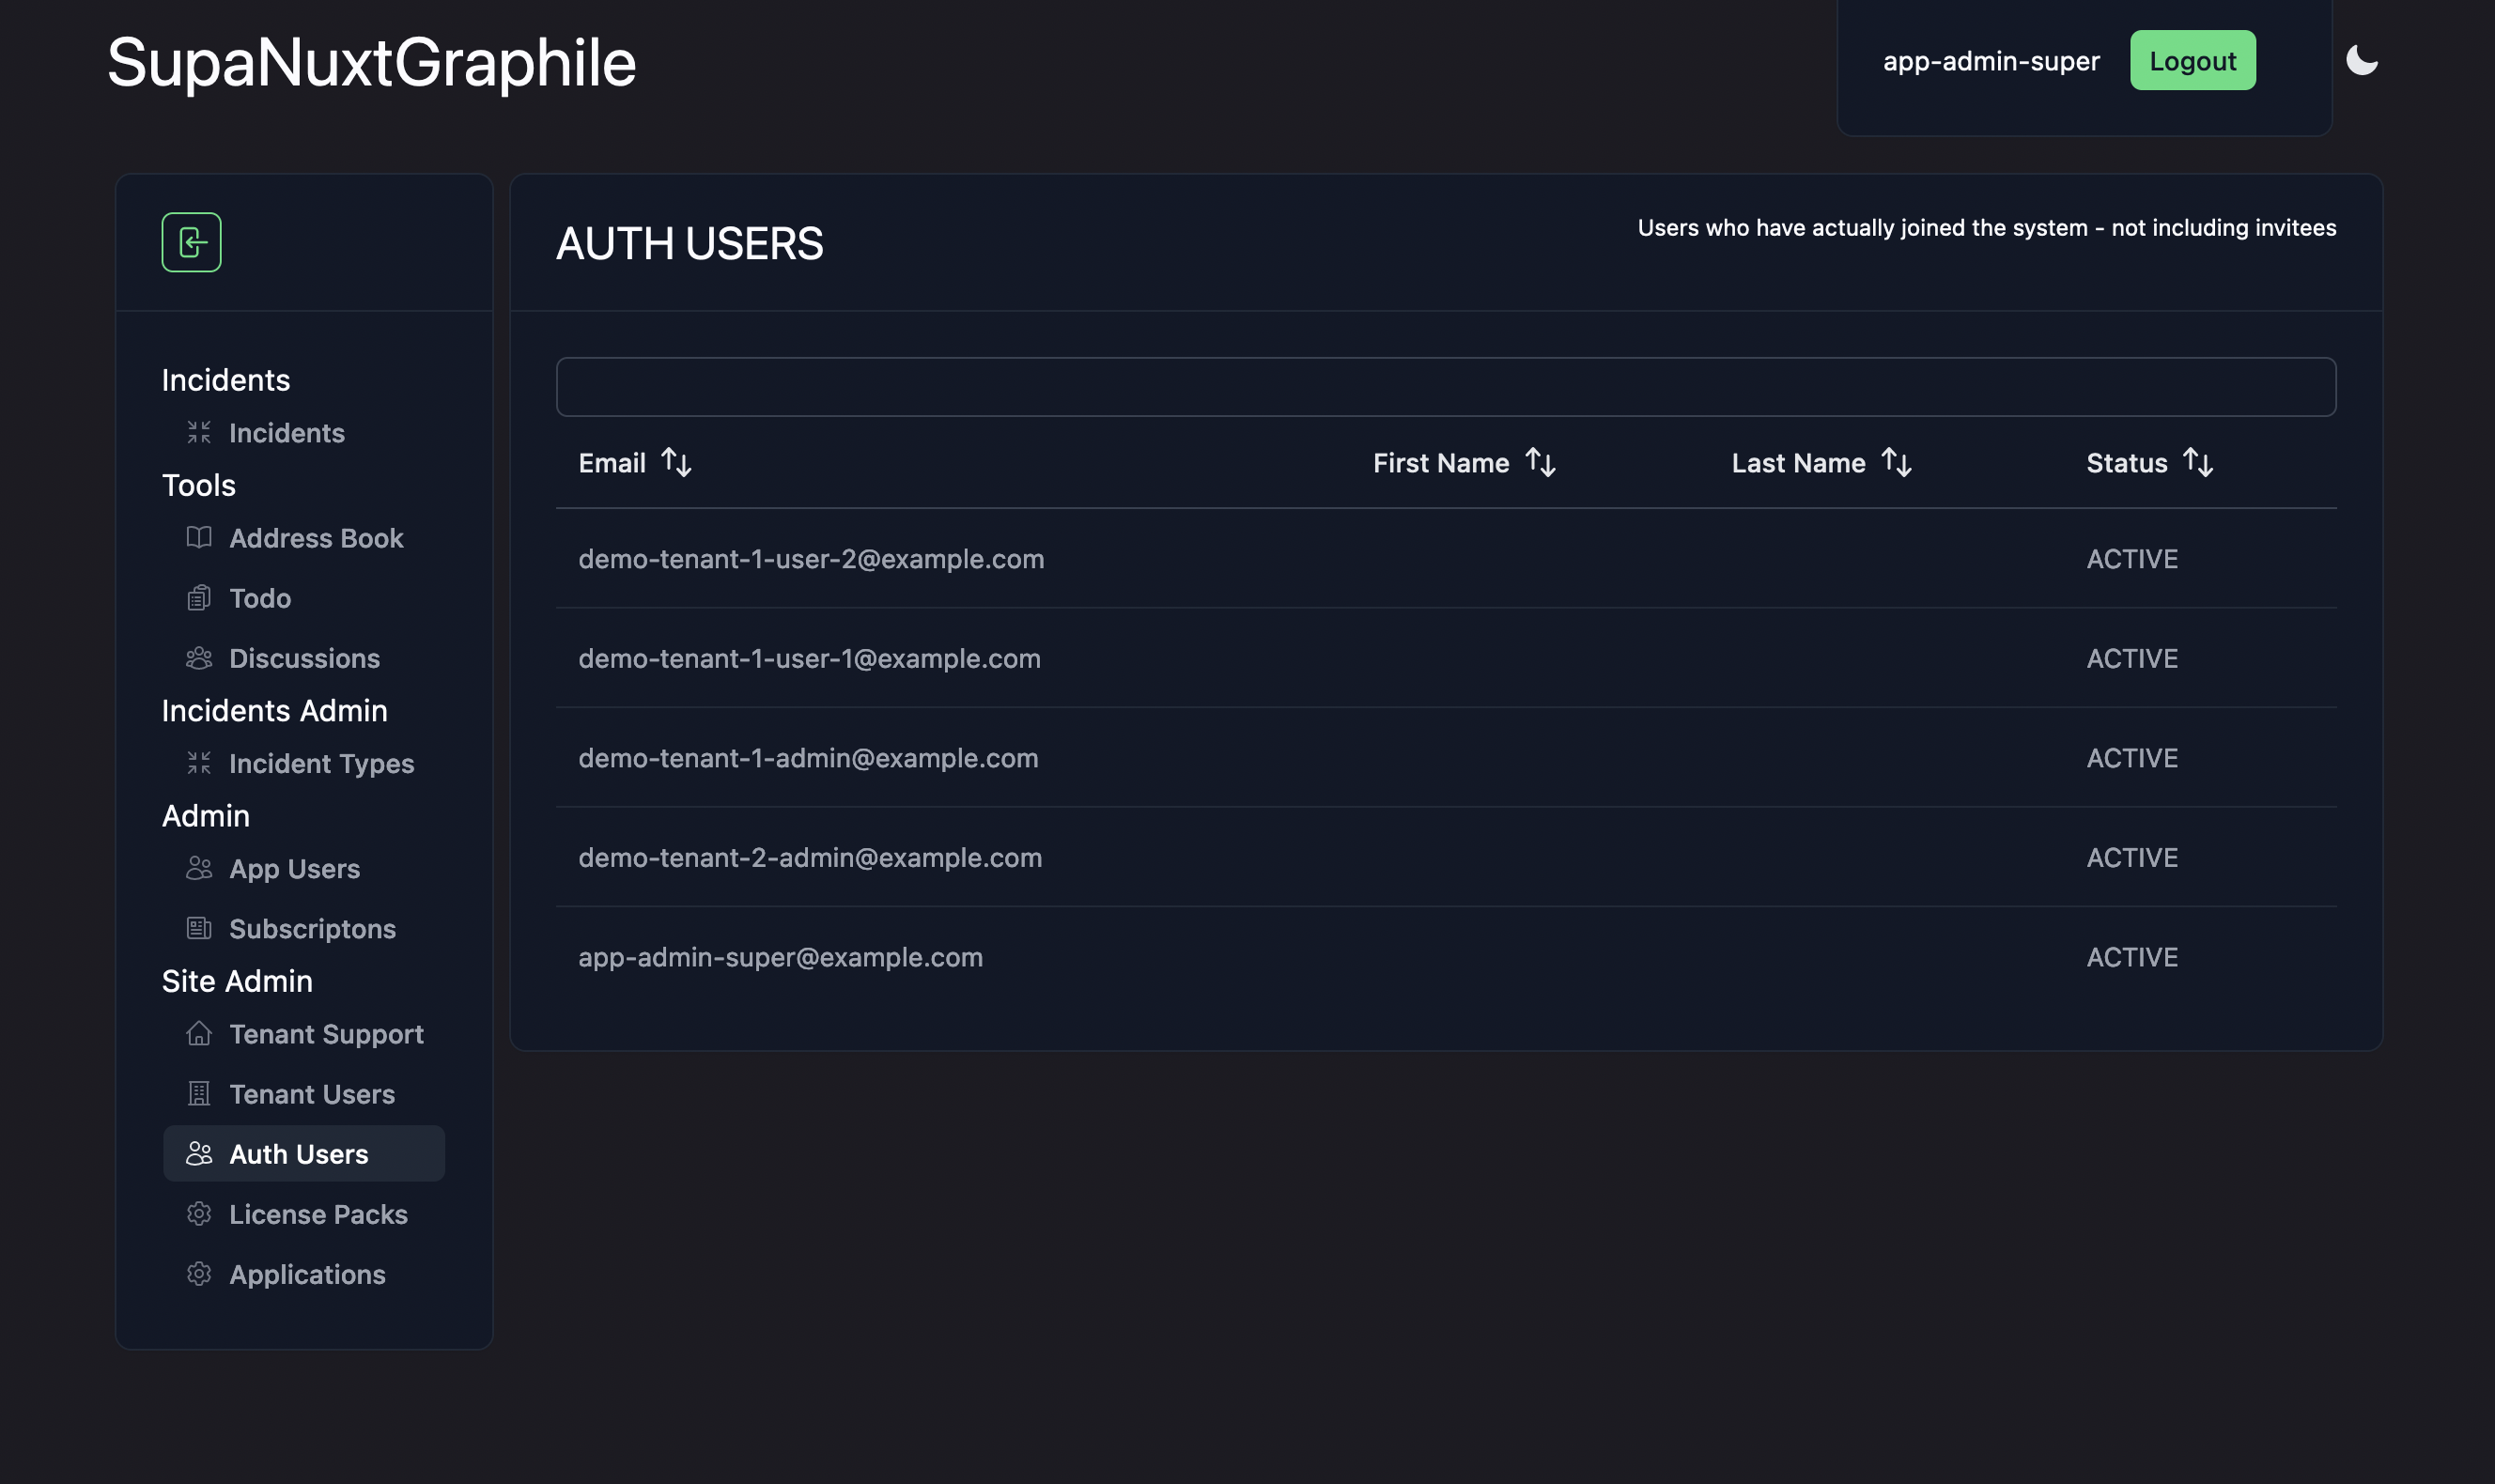 SupaNuxtGraphile
app-admin-super
Logout
Incidents
Incidents
Tools
Address Book
Todo
Discussions
Incidents Admin
Incident Types
Admin
App Users
Subscriptons
Site Admin
Tenant Support
Tenant Users
Auth Users
License Packs
Applications
AUTH USERS
Users who have actually joined the system - not including invitees
Email First Name Last Name Status
demo-tenant-1-user-2@example.com ACTIVE
demo-tenant-1-user-1@example.com ACTIVE
demo-tenant-1-admin@example.com ACTIVE
demo-tenant-2-admin@example.com ACTIVE
app-admin-super@example.com ACTIVE